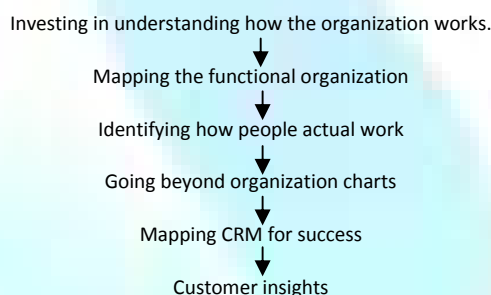 Investing in understanding how the organization works.
Mapping the functional organization
Identifying how people actual work
Going beyond organization charts
Mapping CRM for success
Customer insights